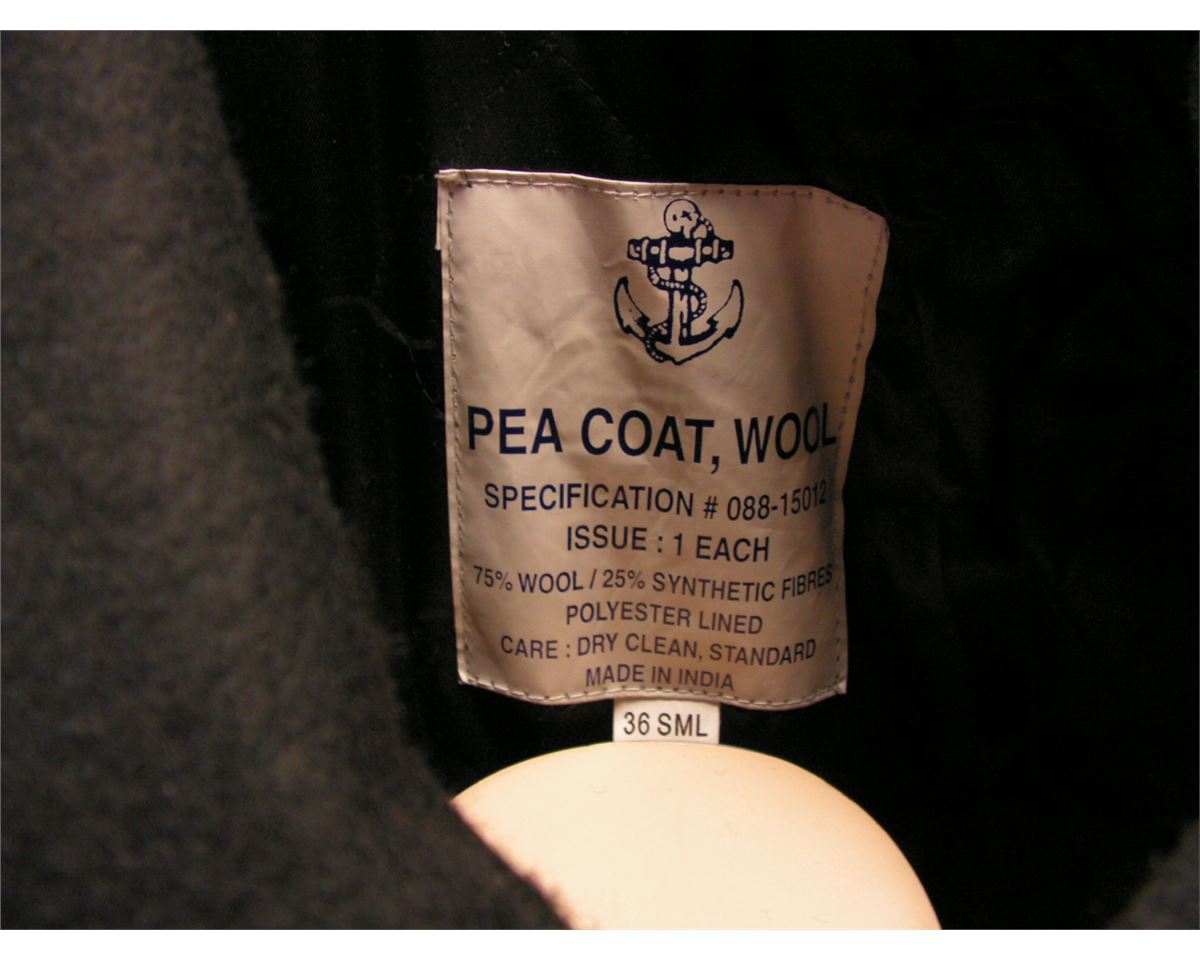 PEA COAT, WOOL
SPECIFICATION # 088-15012
ISSUE : 1 EACH
75% WOOL / 25% SYNTHETIC FIBRES
POLYESTER LINED
CARE : DRY CLEAN, STANDARD
MADE IN INDIA
36 SML